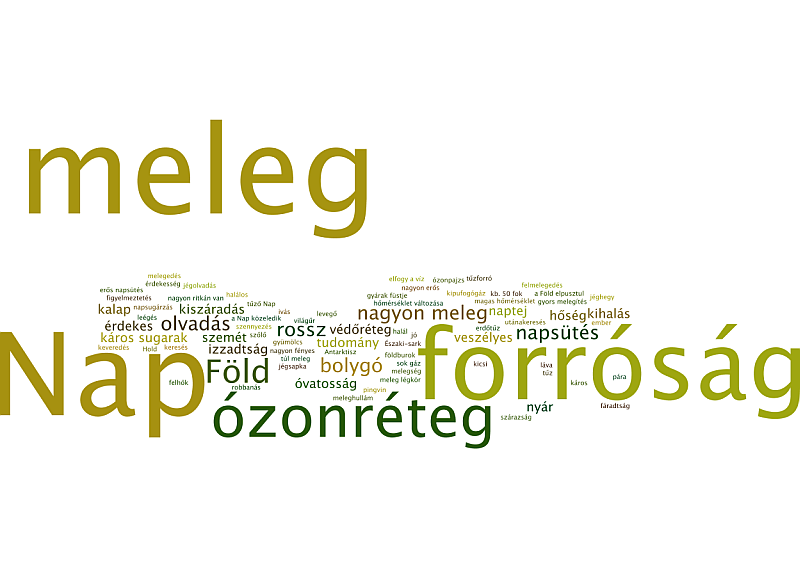 meleg
melegedés
érdekesség
jégolvadás
erős napsütés
figyelmeztetés
nagyon ritkán van
halálos
kalap
napsugárzás
kiszáradás
tűző Nap
leégés
érdekes
olvadás
a Nap közeledik
ivás
levegő
világűr
szennyezés
rossz
védőréteg
káros sugarak
szemét
szőlő
gyümölcs
tudomány
keveredés
Hold
keresés
izzadtság
nagyon fényes
Antarktisz
túl meleg
jégsapka
bolygó
Nap
felhők
Föld
robbanás
óvatosság
meleghullám
pingvin
ózonréteg
elfogy a víz
ózonpajzs
tűzforró
nagyon erős
felmelegedés
gyárak füstje
kipufogógáz
kb. 50 fok
a Föld elpusztul
hőmérséklet változása
magas hőmérséklet
gyors melegítés
jéghegy
nagyon meleg
naptej
hőség
kihalás
utánakeresés
ember
halál
jó
erdőtűz
veszélyes
napsütés
Északi-sark
földburok
sok gáz
melegség
meleg légkör
forróság
kicsi
láva
tűz
káros
pára
nyár
fáradtság
szárazság